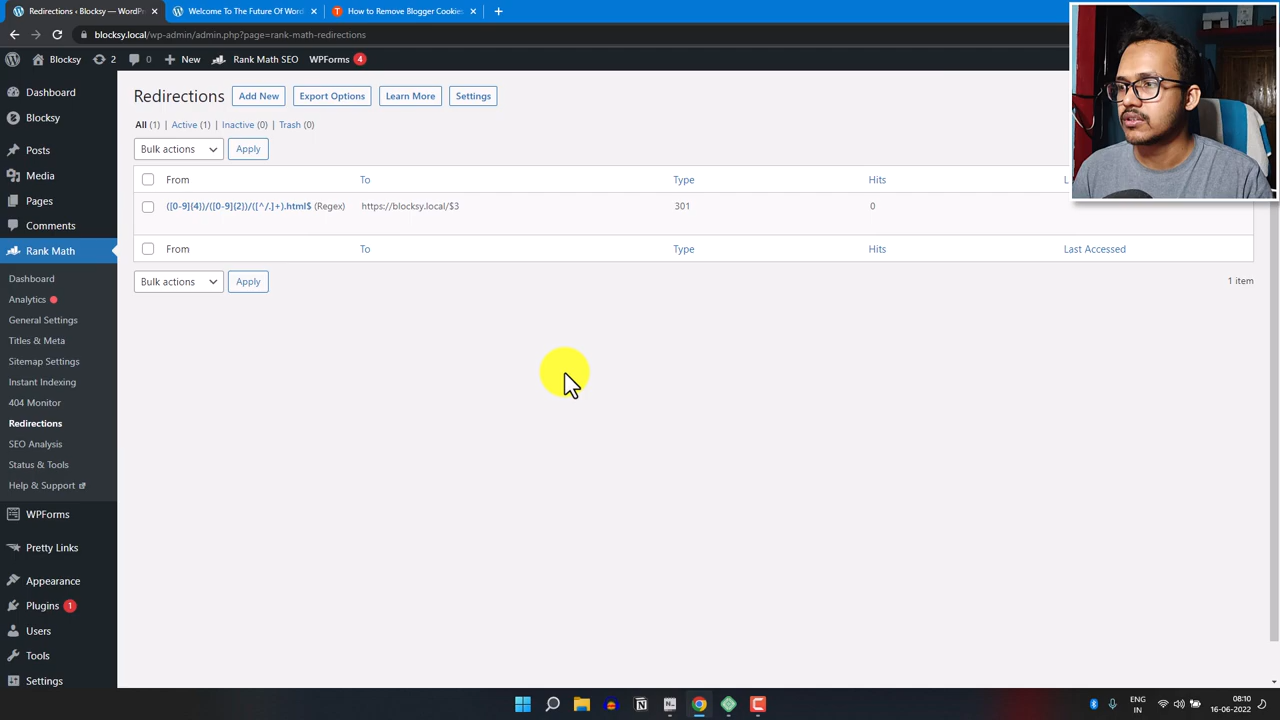 Redirections ‹ Blocksy — WordPr
Welcome To The Future Of Word
How to Remove Blogger Cookies
blocksy.local/wp-admin/admin.php?page=rank-math-redirections
Blocksy 2 0 New Rank Math SEO WPForms 4
Dashboard
Blocksy
Posts
Media
Pages
Comments
Rank Math
Dashboard
Analytics
General Settings
Titles & Meta
Sitemap Settings
Instant Indexing
404 Monitor
Redirections
SEO Analysis
Status & Tools
Help & Support
WPForms
Pretty Links
Appearance
Plugins 1
Users
Tools
Settings
Redirections Add New Export Options Learn More Settings
All (1) | Active (1) | Inactive (0) | Trash (0)
Bulk actions Apply
From To Type Hits L
([0-9]{4})/([0-9]{2})/([^/.]+).html$ (Regex) https://blocksy.local/$3 301 0
From To Type Hits Last Accessed
Bulk actions Apply 1 item
ENG
IN
08:10
16-06-2022